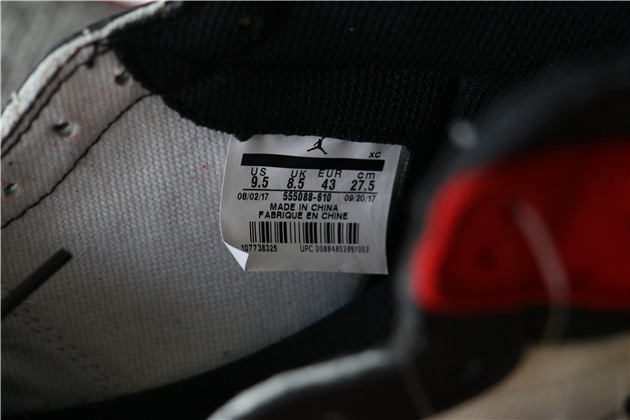 XC
US UK EUR cm
9.5 8.5 43 27.5
08/02/17 555088-610 09/20/17
MADE IN CHINA
FABRIQUE EN CHINE
107738325 UPC